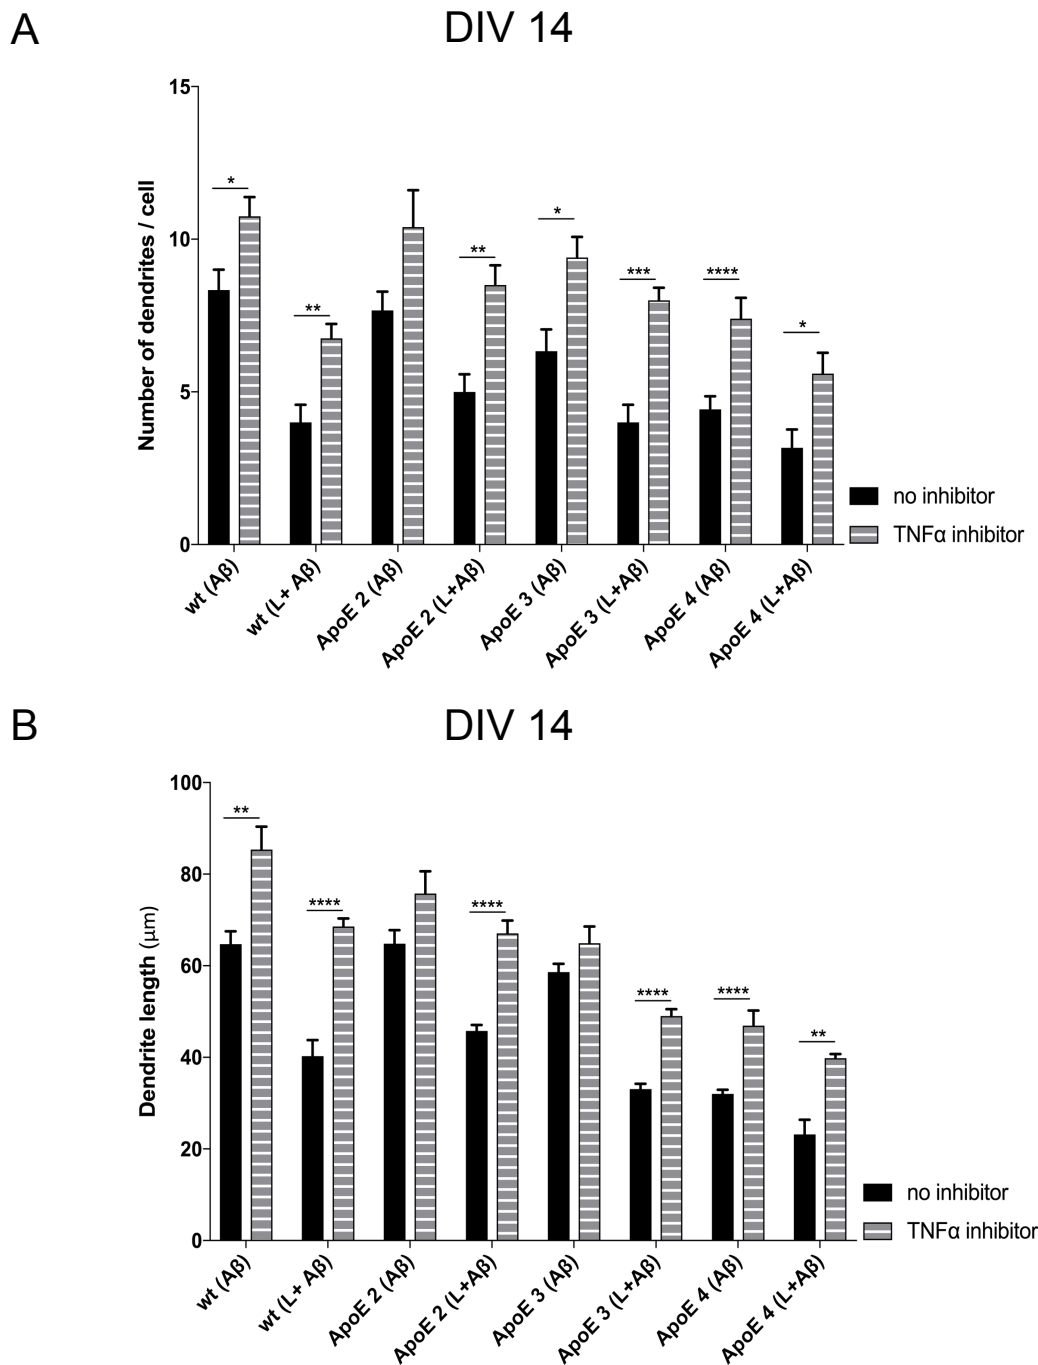 A
DIV 14
15
10
5
0
Number of dendrites / cell
*
**
**
*
***
****
*
no inhibitor
TNFα inhibitor
wt (Aβ)
wt (L+ Aβ)
ApoE 2 (Aβ)
ApoE 2 (L+Aβ)
ApoE 3 (Aβ)
ApoE 3 (L+Aβ)
ApoE 4 (Aβ)
ApoE 4 (L+Aβ)
B
DIV 14
100
80
60
40
20
0
Dendrite length (μm)
**
****
****
****
****
**
no inhibitor
TNFα inhibitor
wt (Aβ)
wt (L+ Aβ)
ApoE 2 (Aβ)
ApoE 2 (L+Aβ)
ApoE 3 (Aβ)
ApoE 3 (L+Aβ)
ApoE 4 (Aβ)
ApoE 4 (L+Aβ)